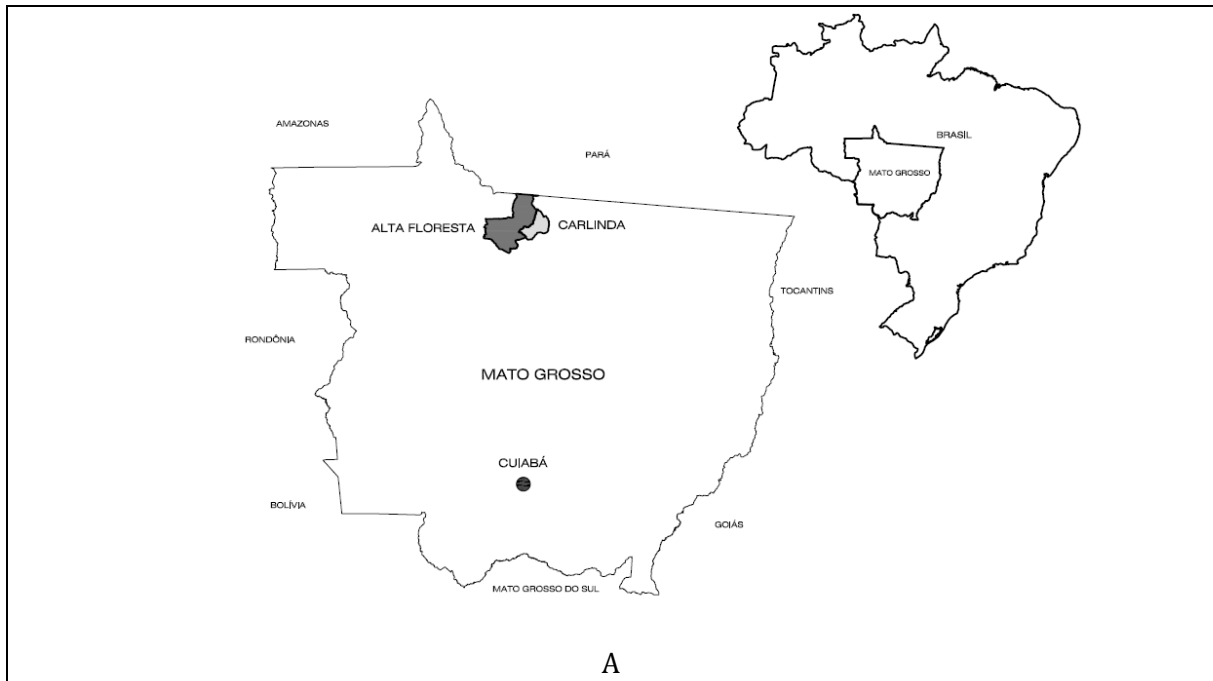 AMAZONAS
PARÁ
BRASIL
MATO GROSSO
ALTA FLORESTA
CARLINDA
TOCANTINS
RONDÔNIA
MATO GROSSO
CUIABÁ
BOLÍVIA
GOIÁS
MATO GROSSO DO SUL
A